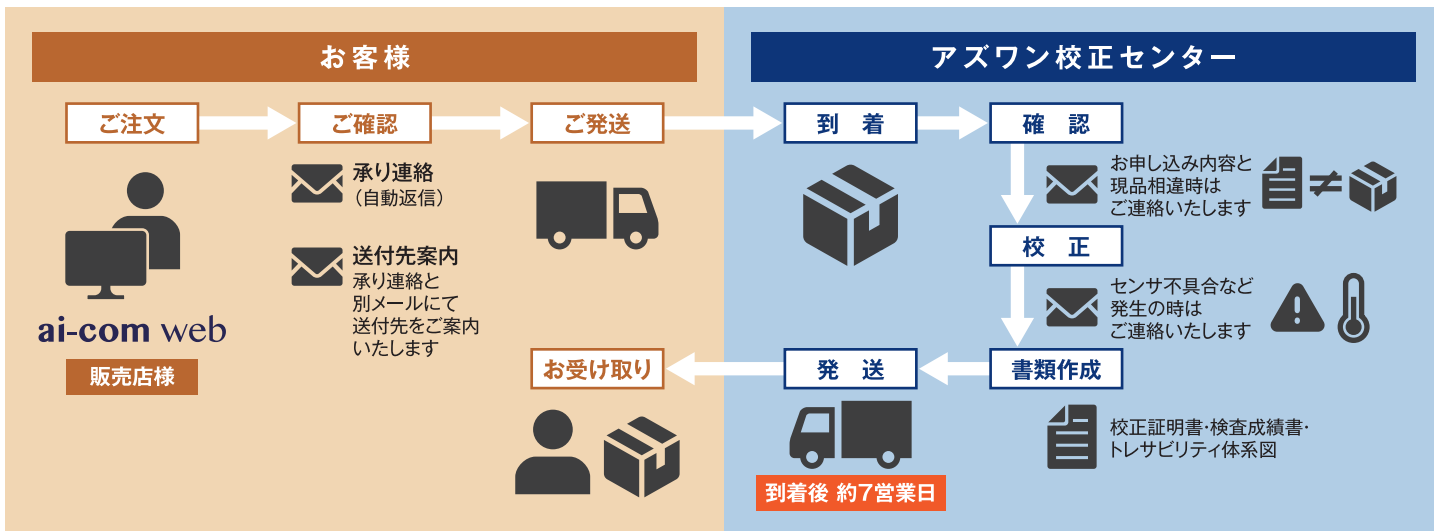 お客様
アズワン校正センター
ご注文
ご確認
ご発送
到 着
確 認
承り連絡
（自動返信）
送付先案内
承り連絡と
別メールにて
送付先をご案内
いたします
ai-com web
販売店様
お申し込み内容と
現品相違時は
ご連絡いたします
≠
校 正
センサ不具合など
発生の時は
ご連絡いたします
お受け取り
発 送
書類作成
校正証明書・検査成績書・
トレサビリティ体系図
到着後 約7営業日